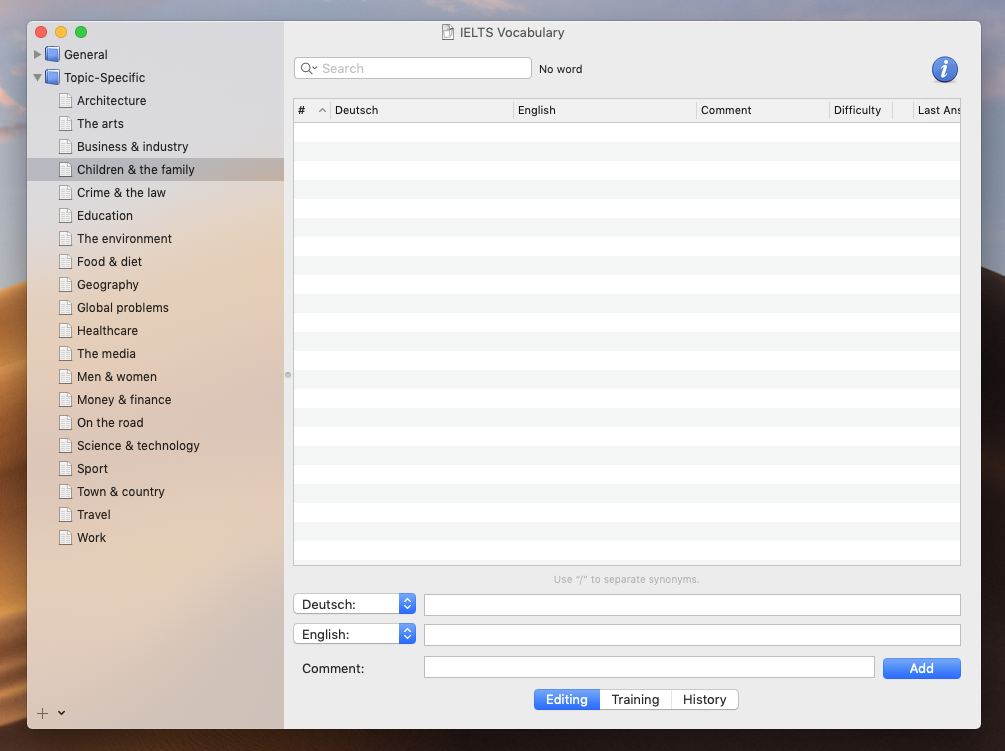 IELTS Vocabulary
General
Topic-Specific
Architecture
The arts
Business & industry
Children & the family
Crime & the law
Education
The environment
Food & diet
Geography
Global problems
Healthcare
The media
Men & women
Money & finance
On the road
Science & technology
Sport
Town & country
Travel
Work
Search
No word
i
# Deutsch English Comment Difficulty Last Ans
Use "/" to separate synonyms.
Deutsch:
English:
Comment:
Add
Editing Training History